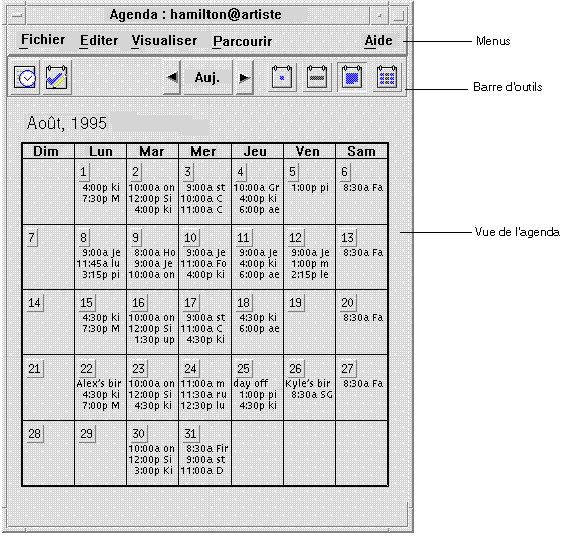 Agenda : hamilton@artiste
Fichier Editer Visualiser Parcourir Aide
Menus
Auj.
Barre d'outils
Août, 1995
Dim Lun Mar Mer Jeu Ven Sam
1 2 3 4 5 6
4:00p ki 10:00a on 9:00a st 10:00a Gr 1:00p pi 8:30a Fa
7:30p M 12:00p Si 10:00a C 4:00p ki
4:00p ki 11:00a C 6:00p ae
Vue de l'agenda
7 8 9 10 11 12 13
9:00a Je 8:00a Ho 9:00a Je 9:00a Je 9:00a Je 8:30a Fa
11:45a lu 9:00a Je 11:00a Fo 4:00p ki 1:00p m
3:15p pi 10:00a on 4:00p ki 6:00p ae 2:15p le
14 15 16 17 18 19 20
4:30p ki 10:00a on 9:00a st 4:30p ki 8:30a Fa
7:30p M 12:00p Si 11:00a C 6:00p ae
1:30p up 4:30p ki
21 22 23 24 25 26 27
Alex's bir 10:00a on 11:00a m day off Kyle's bir 8:30a Fa
4:30p ki 12:00p Si 11:30a ru 1:00p pi 8:30a SG
7:00p M 4:30p ki 12:30p lu 4:30p ki
28 29 30 31
10:00a on 8:30a Fir
12:00p Si 9:00a st
3:00p Ki 11:00a D